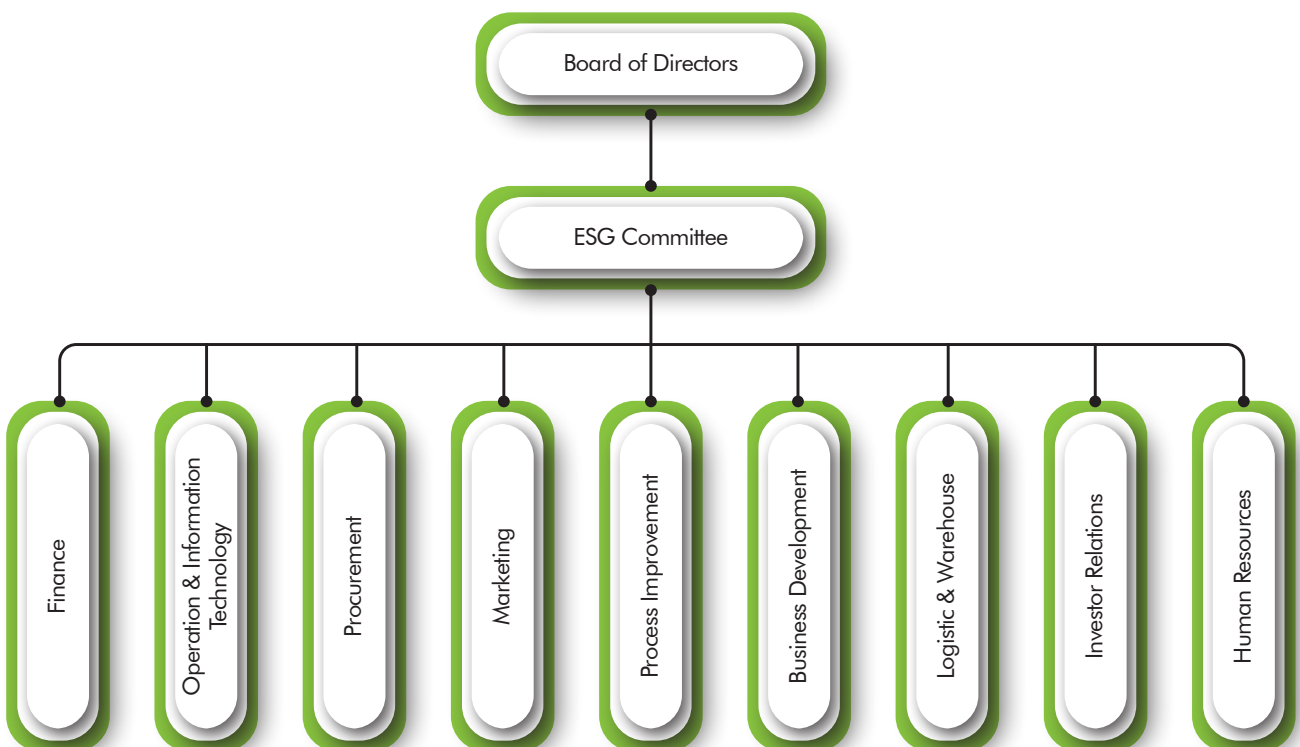 Board of Directors
ESG Committee
Finance
Operation & Information
Technology
Procurement
Marketing
Process Improvement
Business Development
Logistic & Warehouse
Investor Relations
Human Resources